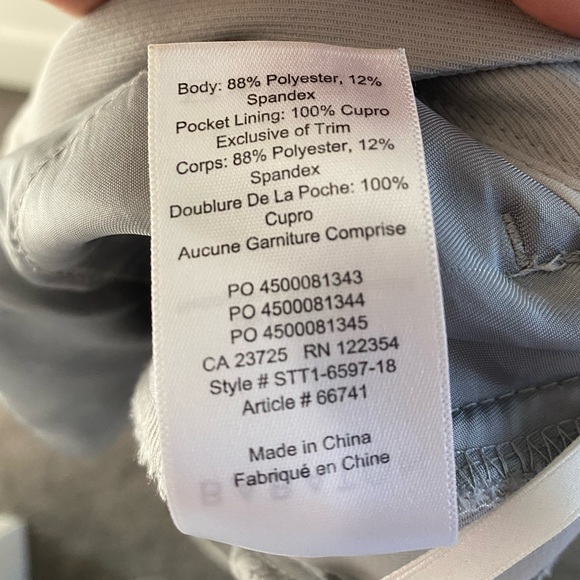 Body: 88% Polyester, 12%
Spandex
Pocket Lining: 100% Cupro
Exclusive of Trim
Corps: 88% Polyester, 12%
Spandex
Doublure De La Poche: 100%
Cupro
Aucune Garniture Comprise
PO 4500081343
PO 4500081344
PO 4500081345
CA 23725 RN 122354
Style # STT1-6597-18
Article # 66741
Made in China
Fabriqué en Chine